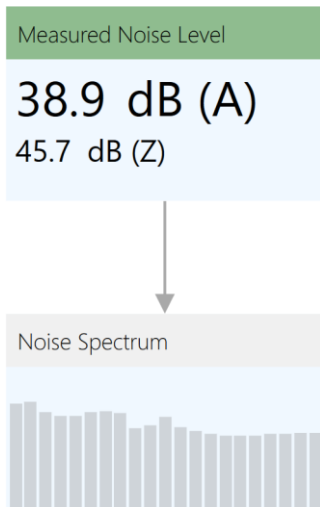 Measured Noise Level
38.9 dB (A)
45.7 dB (Z)
Noise Spectrum